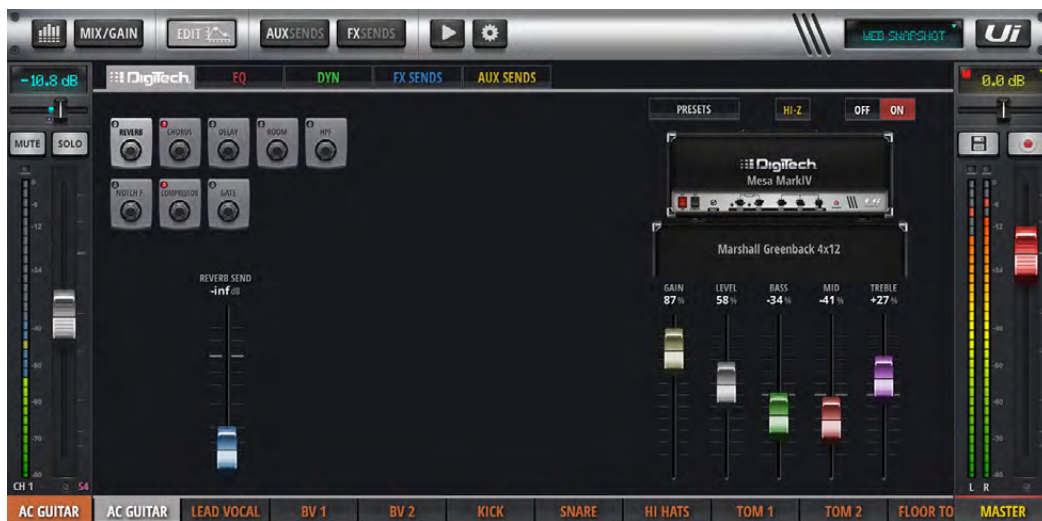 MIX/GAIN EDIT AUXSENDS FXSENDS WEB SNAPSHOT Ui
-10.8 dB DigiTech EQ DYN FX SENDS AUX SENDS M 0.0 dB
PRESETS HI-Z OFF ON
MUTE SOLO REVERB CHORUS DELAY ROOM HPF
DigiTech
Mesa MarkIV
NOTCH F. COMPRESSOR GATE
Marshall Greenback 4x12
REVERB SEND
-inf dB
GAIN LEVEL BASS MID TREBLE
87 % 58 % -34 % -41 % +27 %
CH 1 54 L R
AC GUITAR AC GUITAR LEAD VOCAL BV 1 BV 2 KICK SNARE HI HATS TOM 1 TOM 2 FLOOR TO MASTER